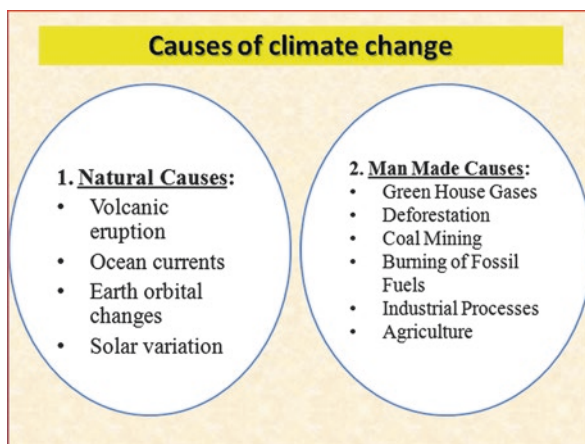 Causes of climate change
1. Natural Causes:
• Volcanic
eruption
• Ocean currents
• Earth orbital
changes
• Solar variation
2. Man Made Causes:
• Green House Gases
• Deforestation
• Coal Mining
• Burning of Fossil
Fuels
• Industrial Processes
• Agriculture